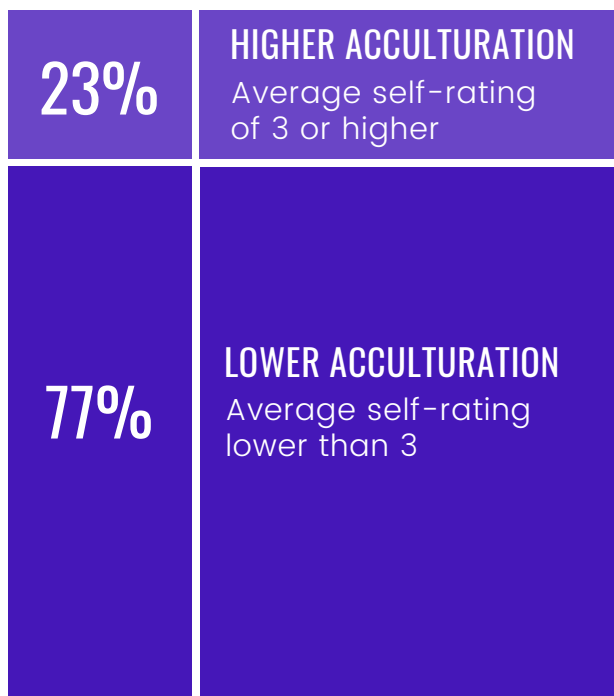 23%
HIGHER ACCULTURATION
Average self-rating
of 3 or higher
77%
LOWER ACCULTURATION
Average self-rating
lower than 3